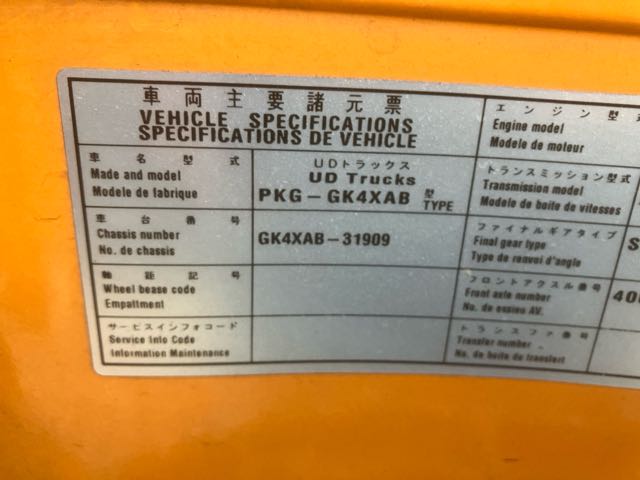 車両主要諸元票
VEHICLE SPECIFICATIONS
SPECIFICATIONS DE VEHICLE
車名型式
Made and model
Modele de fabrique
UDトラックス
UD Trucks
PKG-GK4XAB 型 TYPE
車台番号
Chassis number
No. de chassis
GK4XAB-31909
軸距記号
Wheel bease code
Empattment
サービスインフォコード
Service Info Code
Information Maintenance
エンジン型式
Engine model
Modele de moteur
トランスミッション型式
Transmission model
Modele de boite de vitesses
ファイナルギアタイプ
Final gear type
Type de renvoi d'angle
S
フロントアクスル番号
Front axle number
No. de essieu AV.
400
トランスファ番号
Transfer number
No. de boite de transfert